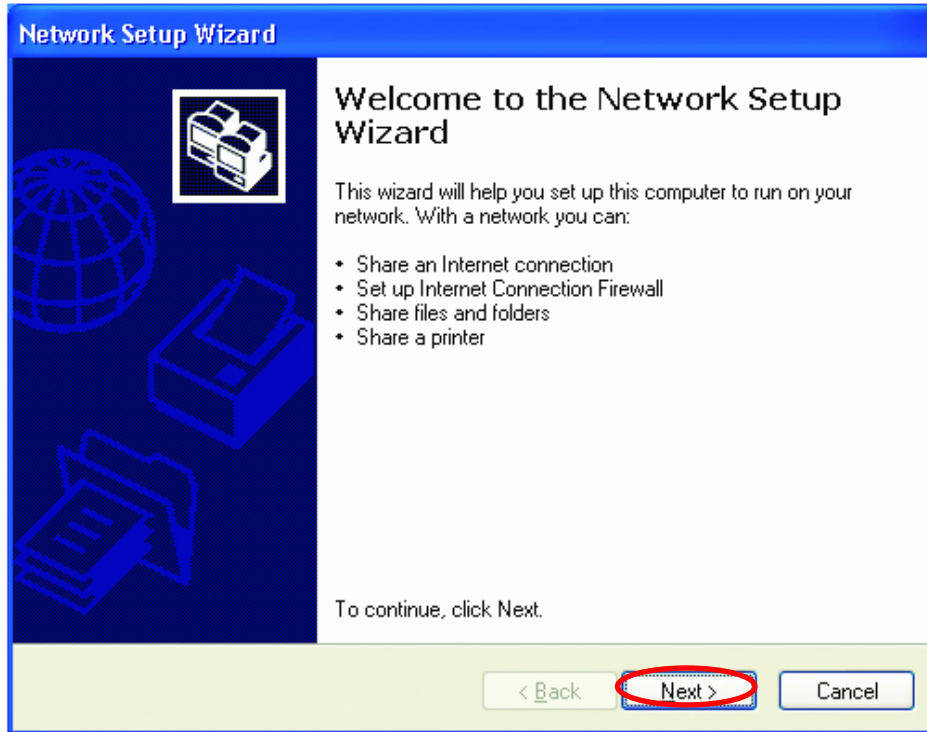 Network Setup Wizard
Welcome to the Network Setup
Wizard
This wizard will help you set up this computer to run on your
network. With a network you can:
• Share an Internet connection
• Set up Internet Connection Firewall
• Share files and folders
• Share a printer
To continue, click Next.
< Back Next > Cancel